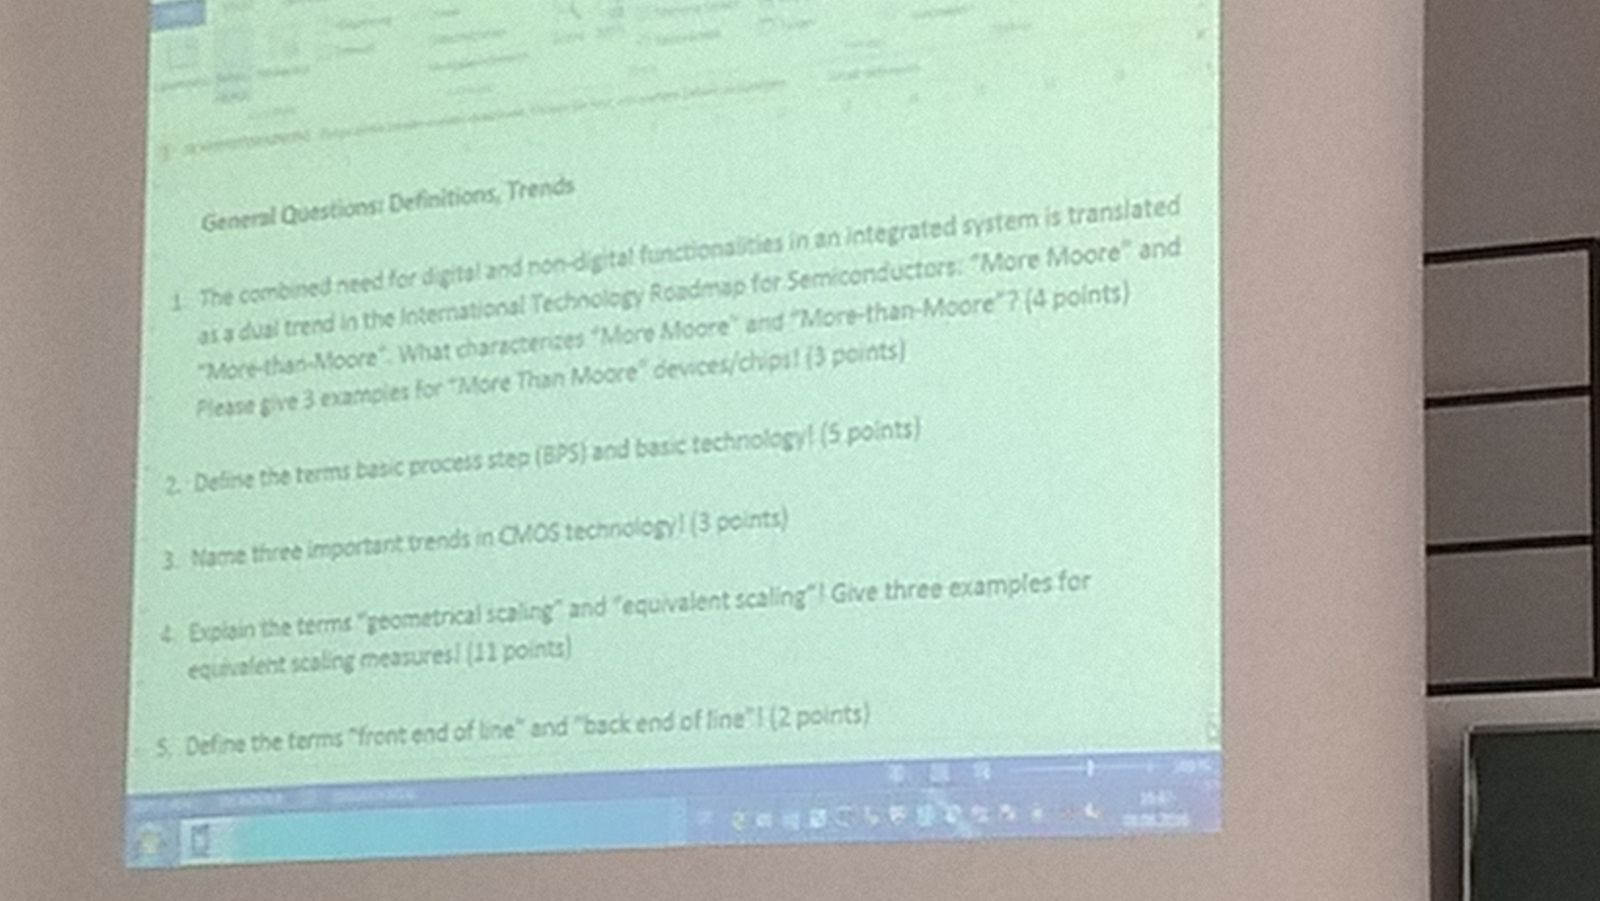 General Questions: Definitions, Trends
1. The combined need for digital and non-digital functionalities in an integrated system is translated
as a dual trend in the International Technology Roadmap for Semiconductors: "More Moore" and
"More-than-Moore". What characterizes "More Moore" and "More-than-Moore"? (4 points)
Please give 3 examples for "More Than Moore" devices/chips! (3 points)
2. Define the terms basic process step (BPS) and basic technology! (5 points)
3. Name three important trends in CMOS technology! (3 points)
4. Explain the terms "geometrical scaling" and "equivalent scaling"! Give three examples for
equivalent scaling measures! (11 points)
5. Define the terms "front end of line" and "back end of line"! (2 points)